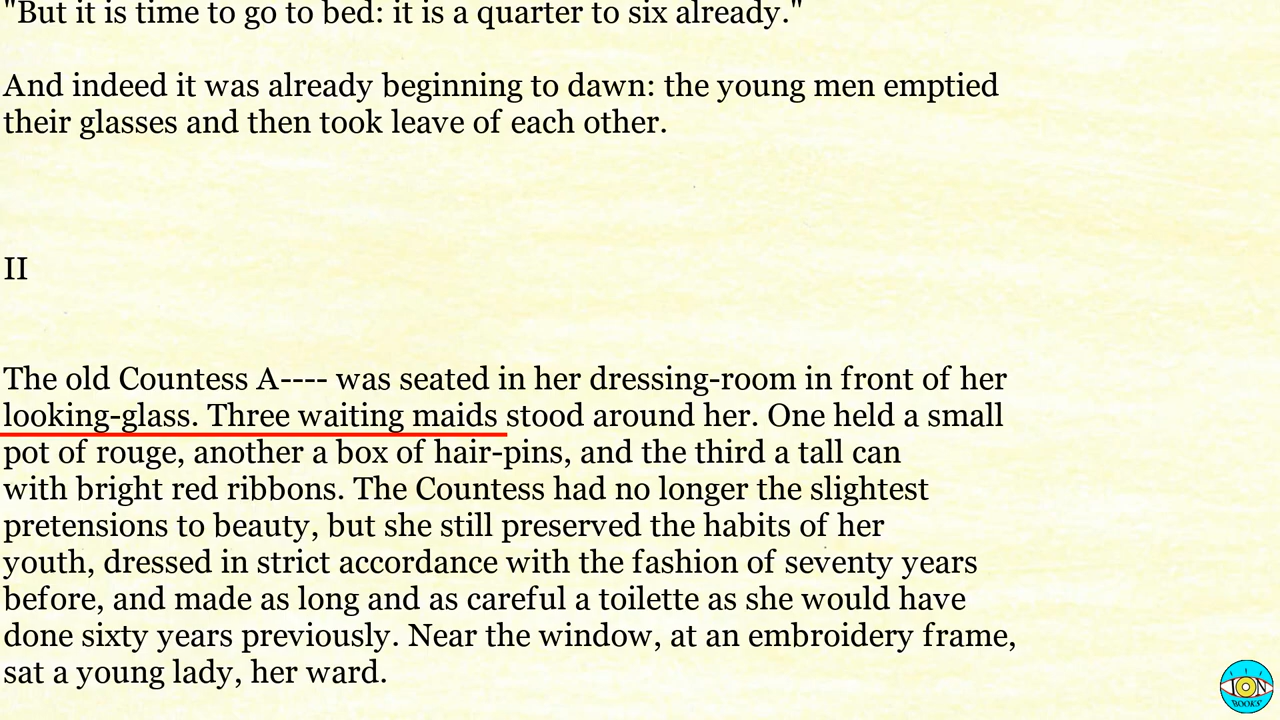 "But it is time to go to bed: it is a quarter to six already."
And indeed it was already beginning to dawn: the young men emptied
their glasses and then took leave of each other.
II
The old Countess A---- was seated in her dressing-room in front of her
looking-glass. Three waiting maids stood around her. One held a small
pot of rouge, another a box of hair-pins, and the third a tall can
with bright red ribbons. The Countess had no longer the slightest
pretensions to beauty, but she still preserved the habits of her
youth, dressed in strict accordance with the fashion of seventy years
before, and made as long and as careful a toilette as she would have
done sixty years previously. Near the window, at an embroidery frame,
sat a young lady, her ward.
ION
BOOKS